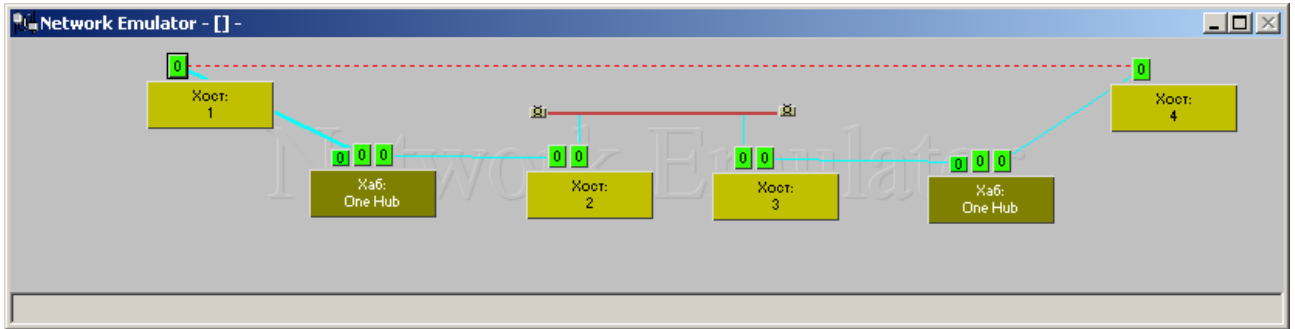 Network Emulator - [] -
0
0
Хост:
1
Хост:
4
0 0 0
0 0
0 0
0 0 0
Network Emulator
Хаб:
One Hub
Хост:
2
Хост:
3
Хаб:
One Hub